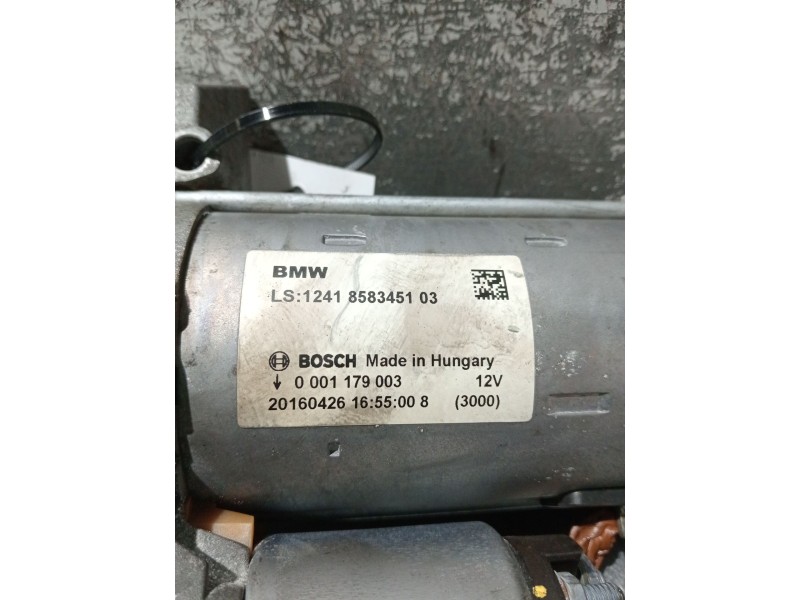 BMW
LS:1241 8583451 03
BOSCH Made in Hungary
↓ 0 001 179 003 12V
20160426 16:55:00 8 (3000)